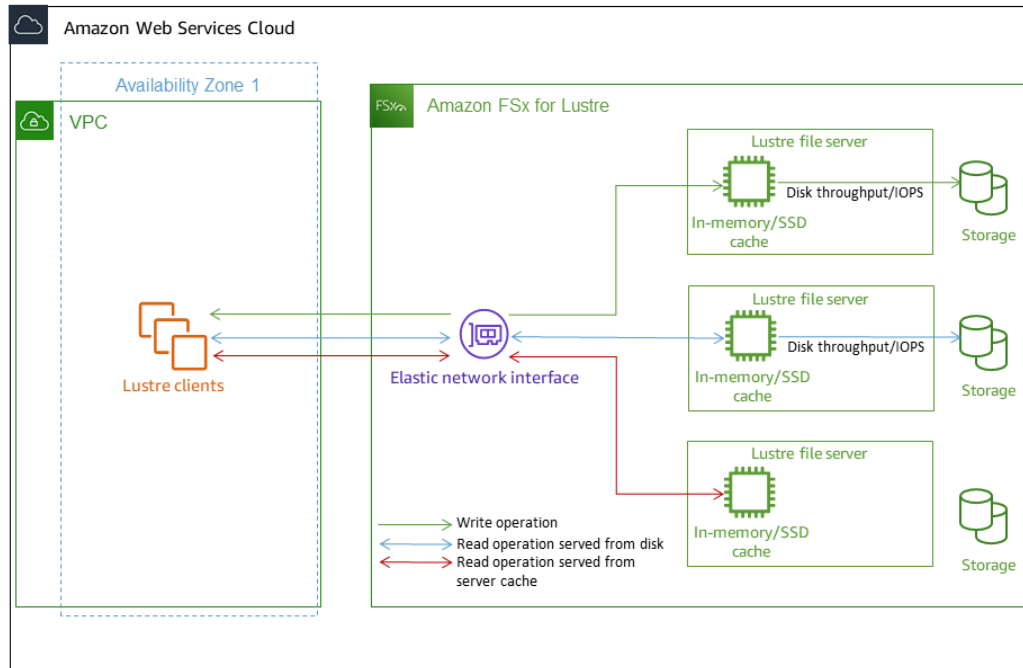 Amazon Web Services Cloud
Availability Zone 1
VPC
FSx
Amazon FSx for Lustre
Lustre file server
Disk throughput/IOPS
In-memory/SSD
cache
Storage
Lustre file server
Disk throughput/IOPS
In-memory/SSD
cache
Storage
Lustre clients
Elastic network interface
Lustre file server
In-memory/SSD
cache
Storage
Write operation
Read operation served from disk
Read operation served from
server cache